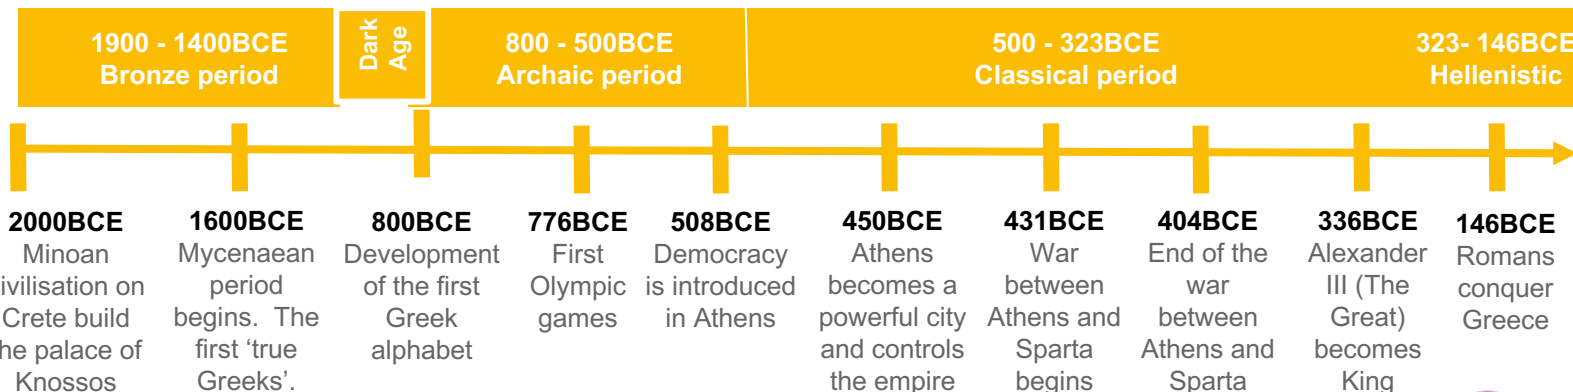 1900 - 1400BCE
Bronze period
Dark
Age
800 - 500BCE
Archaic period
500 - 323BCE
Classical period
323- 146BCE
Hellenistic
2000BCE
Minoan
ivilisation on
Crete build
he palace of
Knossos
1600BCE
Mycenaean
period
begins. The
first ‘true
Greeks’.
800BCE
Development
of the first
Greek
alphabet
776BCE
First
Olympic
games
508BCE
Democracy
is introduced
in Athens
450BCE
Athens
becomes a
powerful city
and controls
the empire
431BCE
War
between
Athens and
Sparta
begins
404BCE
End of the
war
between
Athens and
Sparta
336BCE
Alexander
III (The
Great)
becomes
King
146BCE
Romans
conquer
Greece